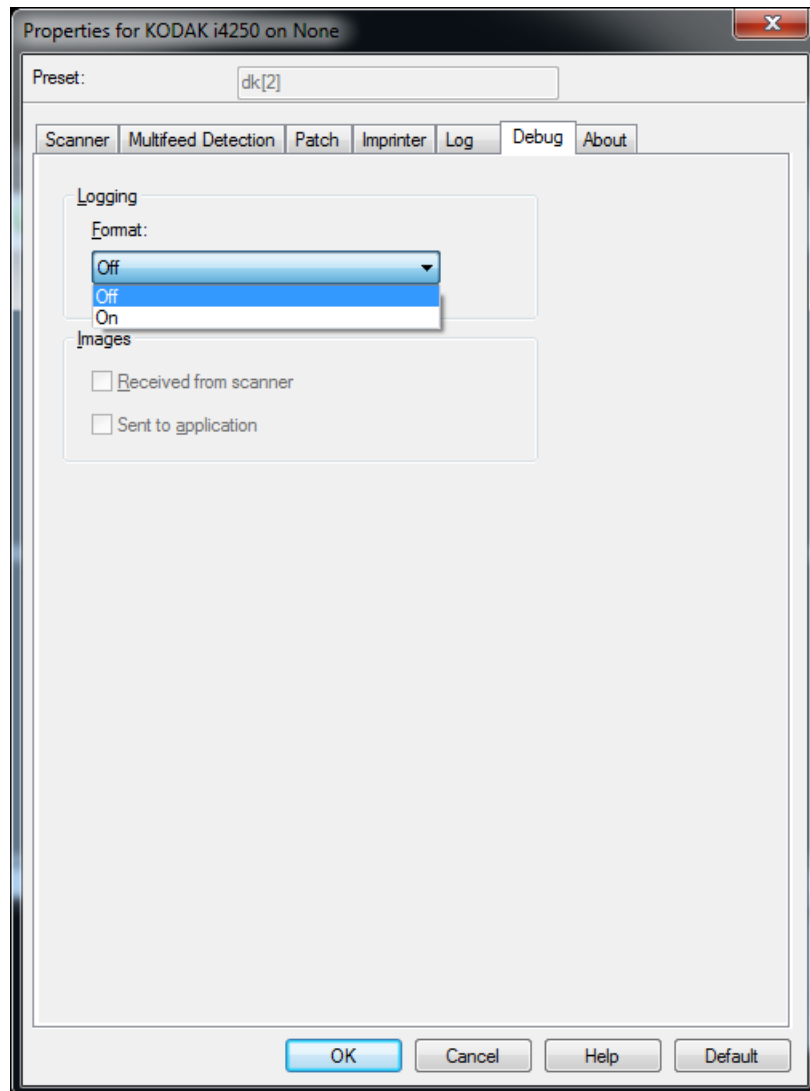 Properties for KODAK i4250 on None
X
Preset: dk[2]
Scanner Multifeed Detection Patch Imprinter Log Debug About
Logging
Format:
Off
Off
On
Images
Received from scanner
Sent to application
OK Cancel Help Default